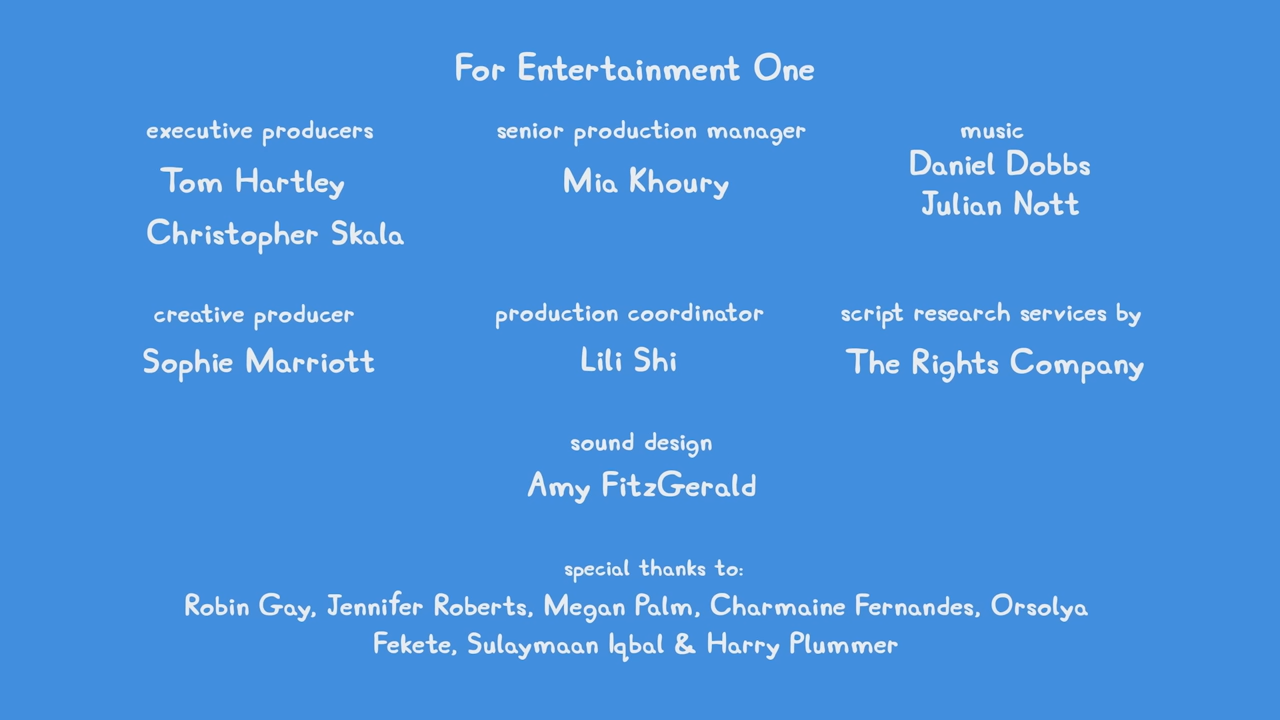 For Entertainment One
executive producers
Tom Hartley
Christopher Skala
senior production manager
Mia Khoury
music
Daniel Dobbs
Julian Nott
creative producer
Sophie Marriott
production coordinator
Lili Shi
script research services by
The Rights Company
sound design
Amy FitzGerald
special thanks to:
Robin Gay, Jennifer Roberts, Megan Palm, Charmaine Fernandes, Orsolya
Fekete, Sulaymaan Iqbal & Harry Plummer